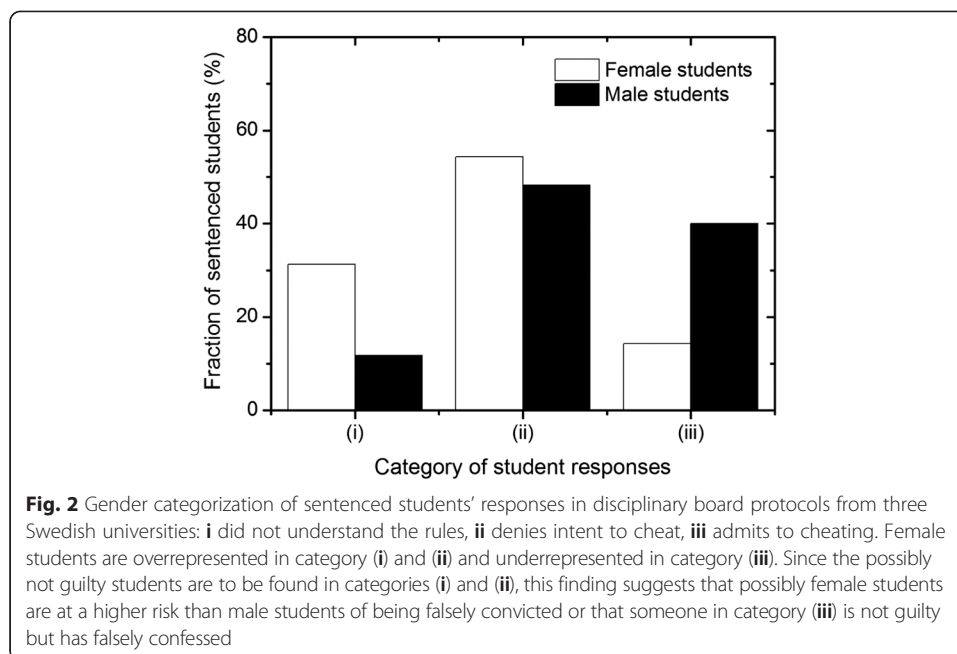 80
60
40
20
0
Fraction of sentenced students (%)
Female students
Male students
(i)
(ii)
(iii)
Category of student responses
Fig. 2 Gender categorization of sentenced students' responses in disciplinary board protocols from three
Swedish universities: i did not understand the rules, ii denies intent to cheat, iii admits to cheating. Female
students are overrepresented in category (i) and (ii) and underrepresented in category (iii). Since the possibly
not guilty students are to be found in categories (i) and (ii), this finding suggests that possibly female students
are at a higher risk than male students of being falsely convicted or that someone in category (iii) is not guilty
but has falsely confessed